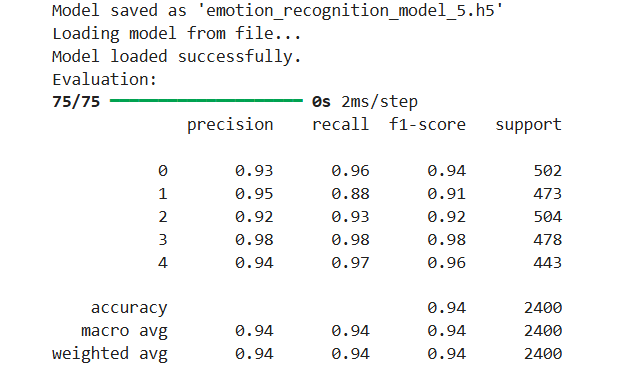 Model saved as 'emotion_recognition_model_5.h5'
Loading model from file...
Model loaded successfully.
Evaluation:
75/75 ━━━━━━━━━━━━━━━━━━━━ 0s 2ms/step
precision recall f1-score support
0 0.93 0.96 0.94 502
1 0.95 0.88 0.91 473
2 0.92 0.93 0.92 504
3 0.98 0.98 0.98 478
4 0.94 0.97 0.96 443
accuracy 0.94 2400
macro avg 0.94 0.94 0.94 2400
weighted avg 0.94 0.94 0.94 2400